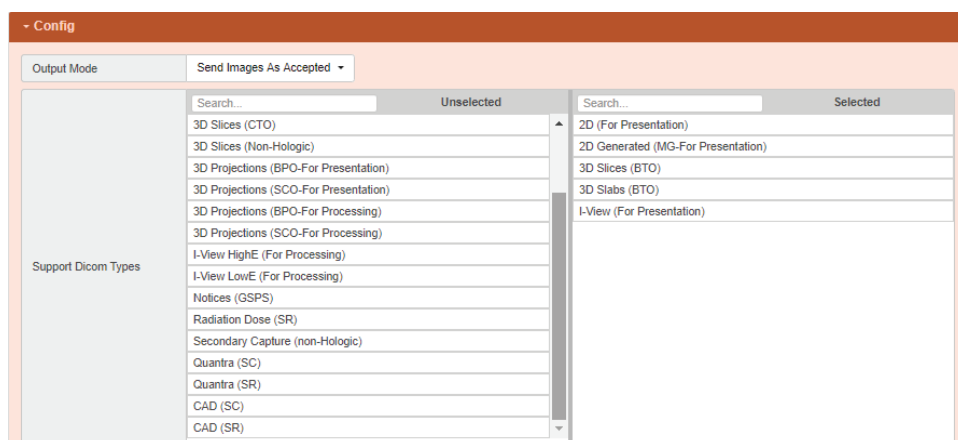 Config
Output Mode
Send Images As Accepted
Support Dicom Types
Search...
Unselected
3D Slices (CTO)
3D Slices (Non-Hologic)
3D Projections (BPO-For Presentation)
3D Projections (SCO-For Presentation)
3D Projections (BPO-For Processing)
3D Projections (SCO-For Processing)
I-View HighE (For Processing)
I-View LowE (For Processing)
Notices (GSPS)
Radiation Dose (SR)
Secondary Capture (non-Hologic)
Quantra (SC)
Quantra (SR)
CAD (SC)
CAD (SR)
Search...
Selected
2D (For Presentation)
2D Generated (MG-For Presentation)
3D Slices (BTO)
3D Slabs (BTO)
I-View (For Presentation)